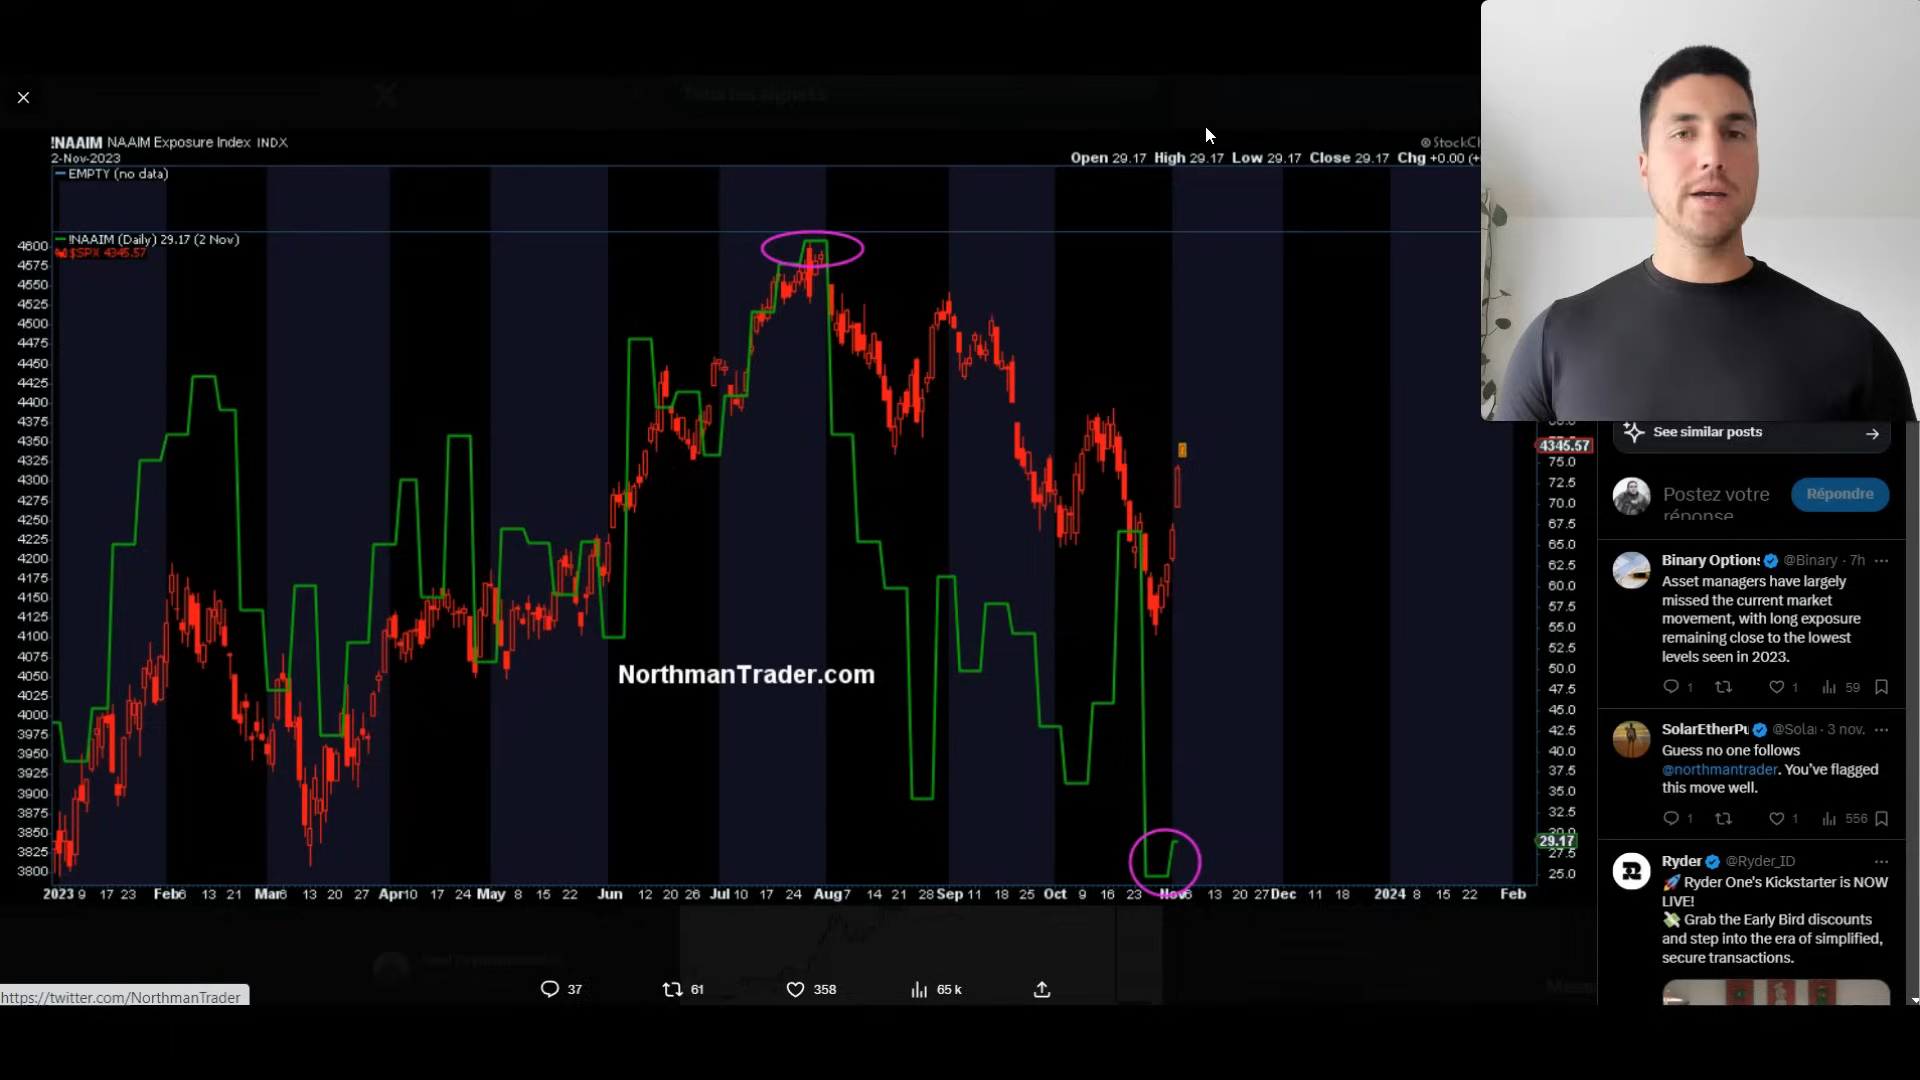 !NAAIM NAAIM Exposure Index INDX
2-Nov-2023
Open 29.17 High 29.17 Low 29.17 Close 29.17 Chg +0.00
EMPTY (no data)
!NAAIM (Daily) 29.17 (2 Nov)
$SPX 4345.57
4600
4575
4550
4525
4500
4475
4450
4425
4400
4375
4350
4325
4300
4275
4250
4225
4200
4175
4150
4125
4100
4075
4050
4025
4000
3975
3950
3925
3900
3875
3850
3825
3800
NorthmanTrader.com
4345.57
75.0
72.5
70.0
67.5
65.0
62.5
60.0
57.5
55.0
52.5
50.0
47.5
45.0
42.5
40.0
37.5
35.0
32.5
30.0
29.17
27.5
25.0
2023 9 17 23 Feb 6 13 21 Mar 6 13 20 27 Apr 10 17 24 May 8 15 22 Jun 12 20 26 Jul 10 17 24 Aug 7 14 21 28 Sep 11 18 25 Oct 9 16 23 Nov 6 13 20 27 Dec 11 18 2024 8 15 22 Feb
37 61 358 65 k
https://twitter.com/NorthmanTrader
See similar posts
Postez votre
réponse
Répondre
Binary Options @Binary · 7h
Asset managers have largely
missed the current market
movement, with long exposure
remaining close to the lowest
levels seen in 2023.
1 1 59
SolarEtherPu @Solar · 3 nov.
Guess no one follows
@northmantrader. You've flagged
this move well.
1 1 556
Ryder @Ryder_ID
🚀 Ryder One's Kickstarter is NOW
LIVE!
💸 Grab the Early Bird discounts
and step into the era of simplified,
secure transactions.